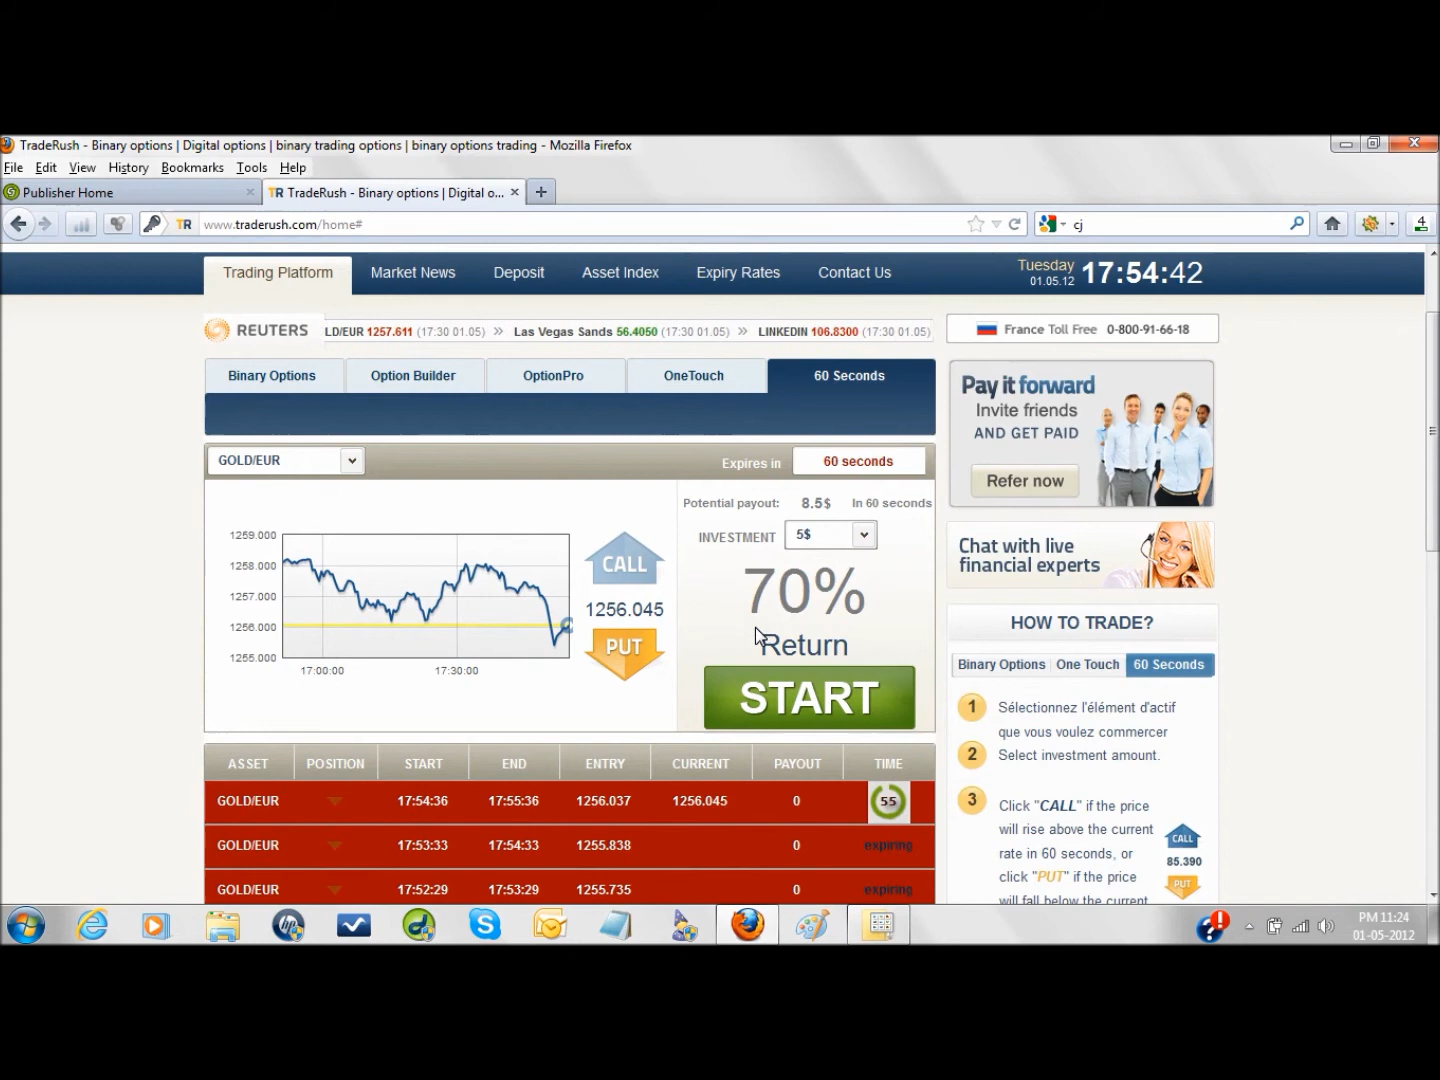 TradeRush - Binary options | Digital options | binary trading options | binary options trading - Mozilla Firefox
File Edit View History Bookmarks Tools Help
Publisher Home
TR TradeRush - Binary options | Digital o...
TR www.traderush.com/home#
cj
4
Trading Platform Market News Deposit Asset Index Expiry Rates Contact Us
Tuesday
01.05.12
17:54:42
REUTERS LD/EUR 1257.611 (17:30 01.05) Las Vegas Sands 56.4050 (17:30 01.05) LINKEDIN 106.8300 (17:30 01.05)
France Toll Free 0-800-91-66-18
Binary Options Option Builder OptionPro OneTouch 60 Seconds
Pay it forward
Invite friends
AND GET PAID
Refer now
GOLD/EUR
Expires in 60 seconds
Potential payout: 8.5$ In 60 seconds
INVESTMENT 5$
1259.000
1258.000
1257.000
1256.000
1255.000
17:00:00 17:30:00
CALL
1256.045
PUT
70%
Return
START
Chat with live
financial experts
HOW TO TRADE?
Binary Options One Touch 60 Seconds
1 Sélectionnez l'élément d'actif
que vous voulez commercer
2 Select investment amount.
3 Click "CALL" if the price
will rise above the current
rate in 60 seconds, or
click "PUT" if the price
will fall below the current
CALL
85.390
PUT
ASSET POSITION START END ENTRY CURRENT PAYOUT TIME
GOLD/EUR 17:54:36 17:55:36 1256.037 1256.045 0 55
GOLD/EUR 17:53:33 17:54:33 1255.838 0 expiring
GOLD/EUR 17:52:29 17:53:29 1255.735 0 expiring
PM 11:24
01-05-2012